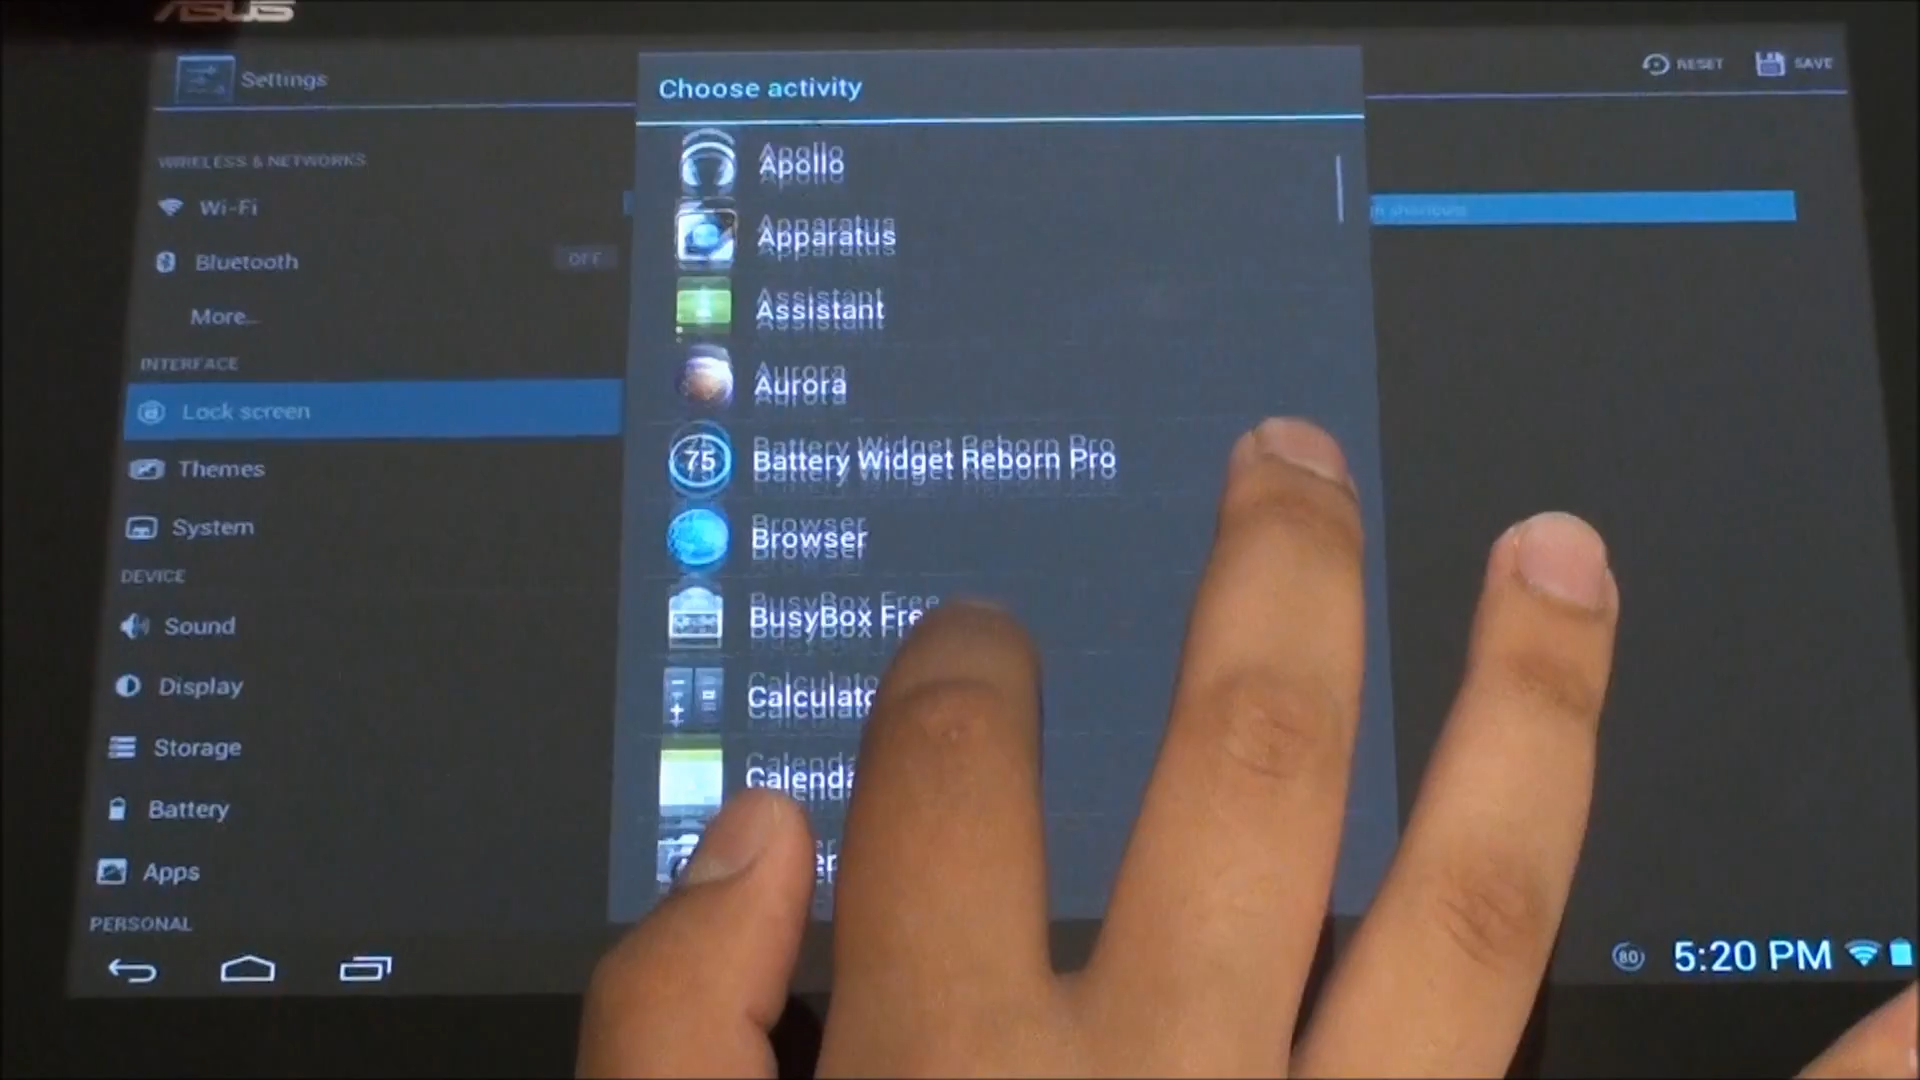 ASUS
Settings
Choose activity
RESET
SAVE
WIRELESS & NETWORKS
Wi-Fi
Bluetooth
OFF
More...
INTERFACE
Lock screen
Themes
System
DEVICE
Sound
Display
Storage
Battery
Apps
PERSONAL
Apollo
Apparatus
Assistant
Aurora
75
Battery Widget Reborn Pro
Browser
BusyBox Fre
Calculato
Calenda
shortcuts
80
5:20 PM